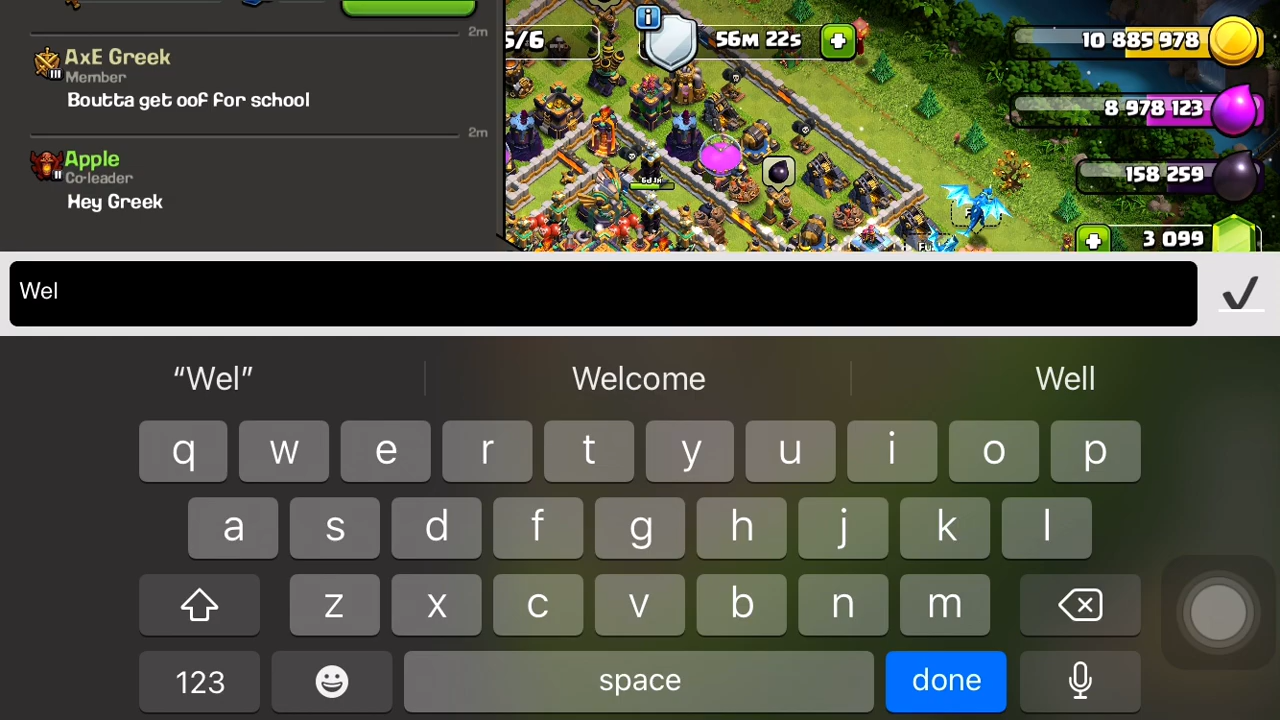 5/6
i
56M 22s
10 885 978
2m
AxE Greek
Member
Boutta get oof for school
8 978 123
2m
Apple
Co-leader
Hey Greek
158 259
3 099
Wel
“Wel”
Welcome
Well
q w e r t y u i o p
a s d f g h j k l
z x c v b n m
123
space
done